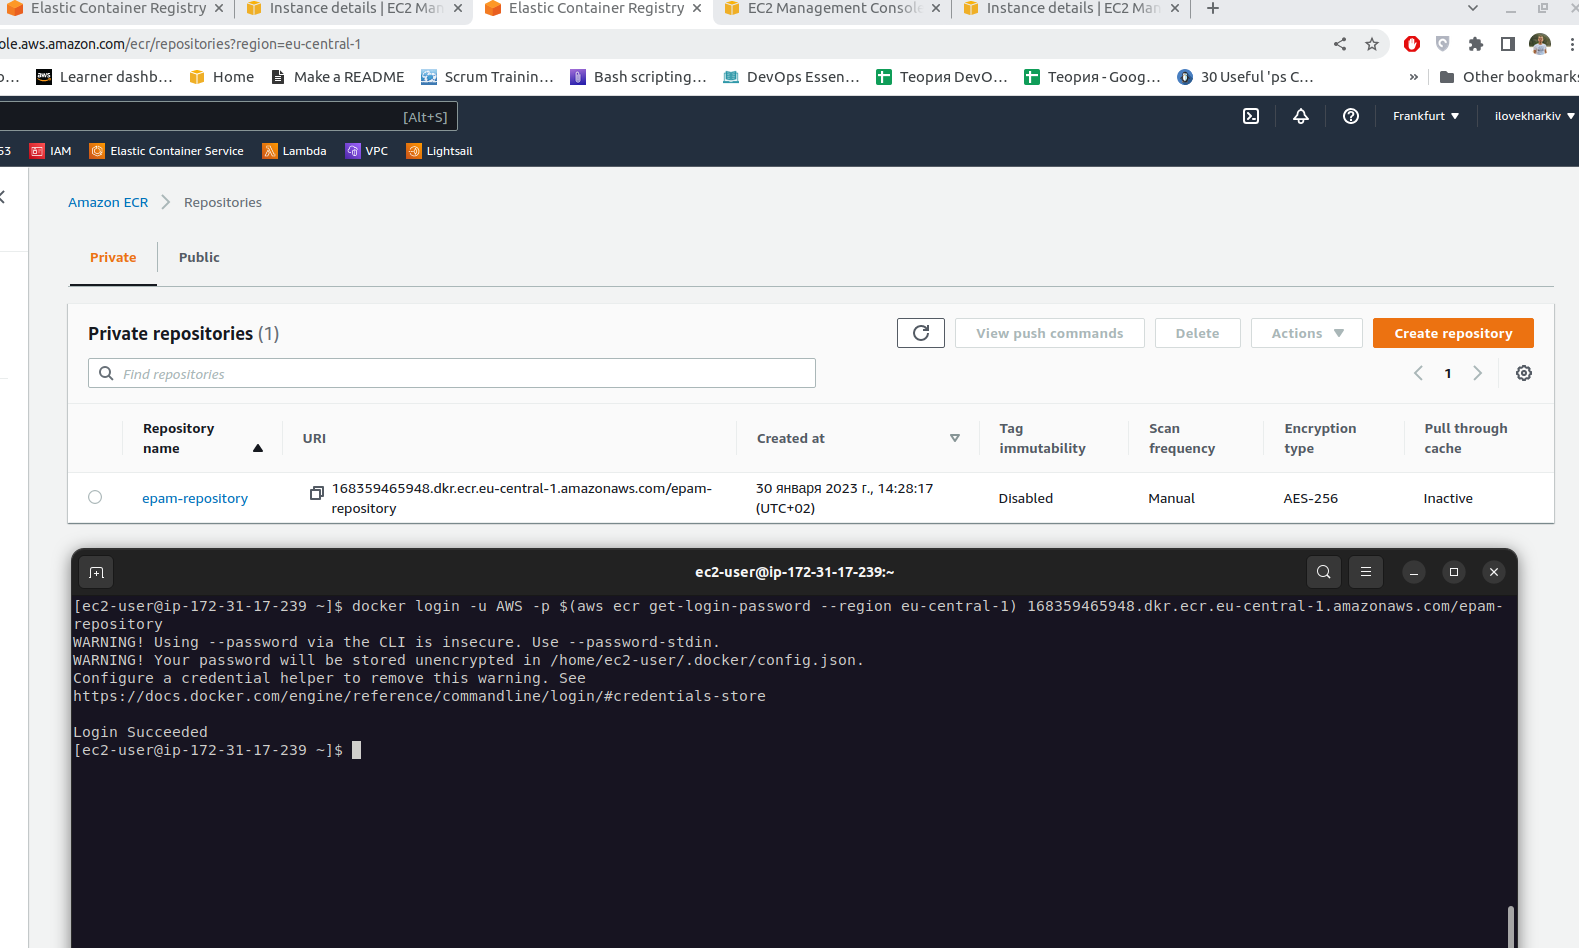 Elastic Container Registry
Instance details | EC2 Man
Elastic Container Registry
EC2 Management Console
Instance details | EC2 Man
ole.aws.amazon.com/ecr/repositories?region=eu-central-1
o...
aws
Learner dashb...
Home
Make a README
Scrum Trainin...
Bash scripting...
DevOps Essen...
Теория DevO...
Теория - Goog...
30 Useful 'ps C...
»
Other bookmarks
[Alt+S]
Frankfurt
ilovekharkiv
53
IAM
Elastic Container Service
Lambda
VPC
Lightsail
Amazon ECR
Repositories
Private
Public
Private repositories (1)
View push commands
Delete
Actions
Create repository
Find repositories
1
Repository name
URI
Created at
Tag immutability
Scan frequency
Encryption type
Pull through cache
epam-repository
168359465948.dkr.ecr.eu-central-1.amazonaws.com/epam-
repository
30 января 2023 г., 14:28:17
(UTC+02)
Disabled
Manual
AES-256
Inactive
ec2-user@ip-172-31-17-239:~
[ec2-user@ip-172-31-17-239 ~]$ docker login -u AWS -p $(aws ecr get-login-password --region eu-central-1) 168359465948.dkr.ecr.eu-central-1.amazonaws.com/epam-
repository
WARNING! Using --password via the CLI is insecure. Use --password-stdin.
WARNING! Your password will be stored unencrypted in /home/ec2-user/.docker/config.json.
Configure a credential helper to remove this warning. See
https://docs.docker.com/engine/reference/commandline/login/#credentials-store
Login Succeeded
[ec2-user@ip-172-31-17-239 ~]$